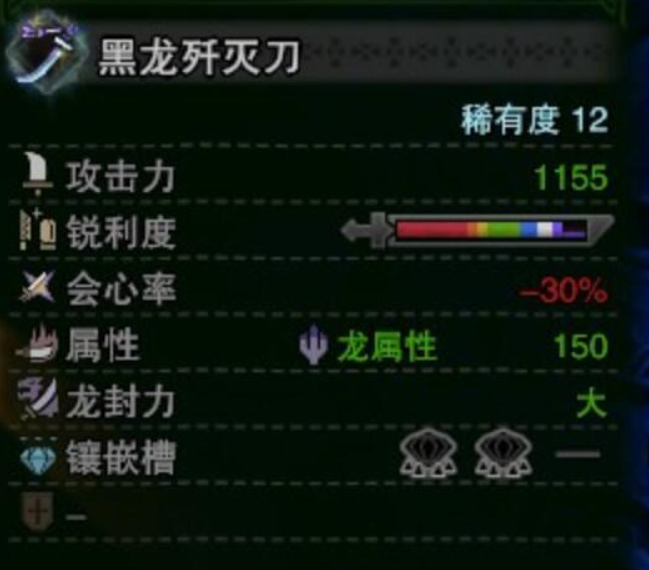 黑龙歼灭刀
稀有度 12
攻击力 1155
锐利度
会心率 -30%
属性 龙属性 150
龙封力 大
镶嵌槽 —
–